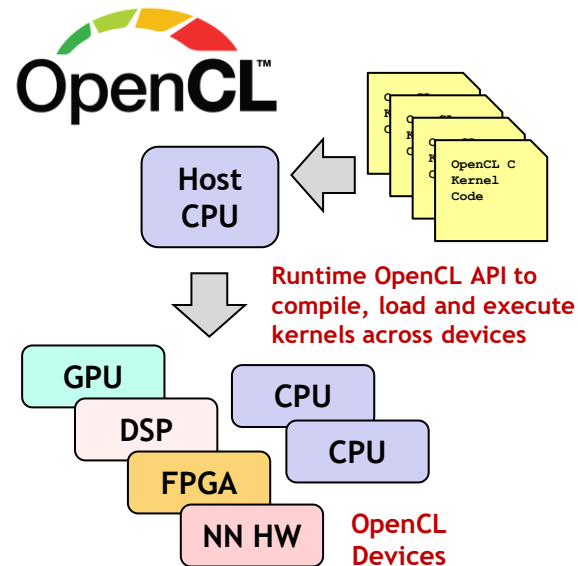 OpenCL™
O
K
C
O
K
C
O
K
C
OpenCL C
Kernel
Code
Host
CPU
Runtime OpenCL API to
compile, load and execute
kernels across devices
GPU
DSP
FPGA
NN HW
CPU
CPU
OpenCL
Devices